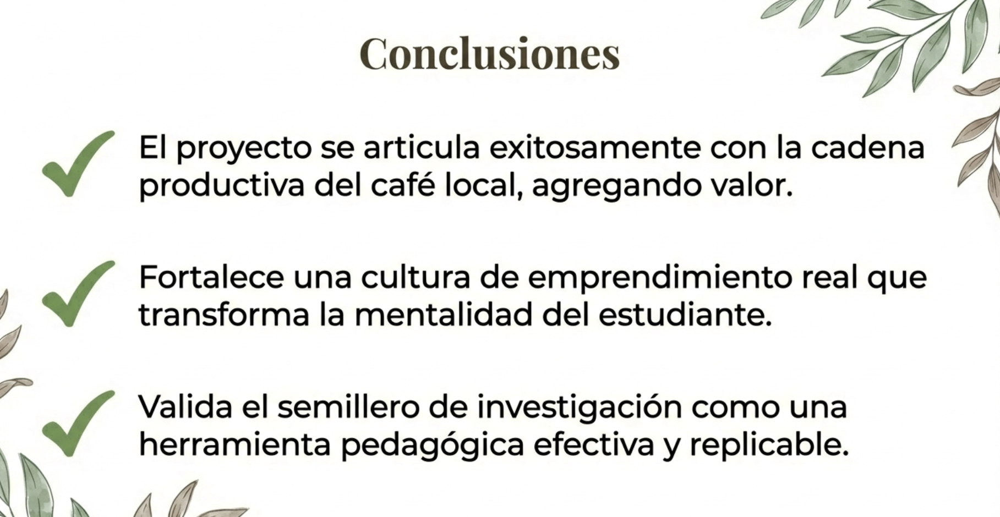 Conclusiones
El proyecto se articula exitosamente con la cadena
productiva del café local, agregando valor.
Fortalece una cultura de emprendimiento real que
transforma la mentalidad del estudiante.
Valida el semillero de investigación como una
herramienta pedagógica efectiva y replicable.